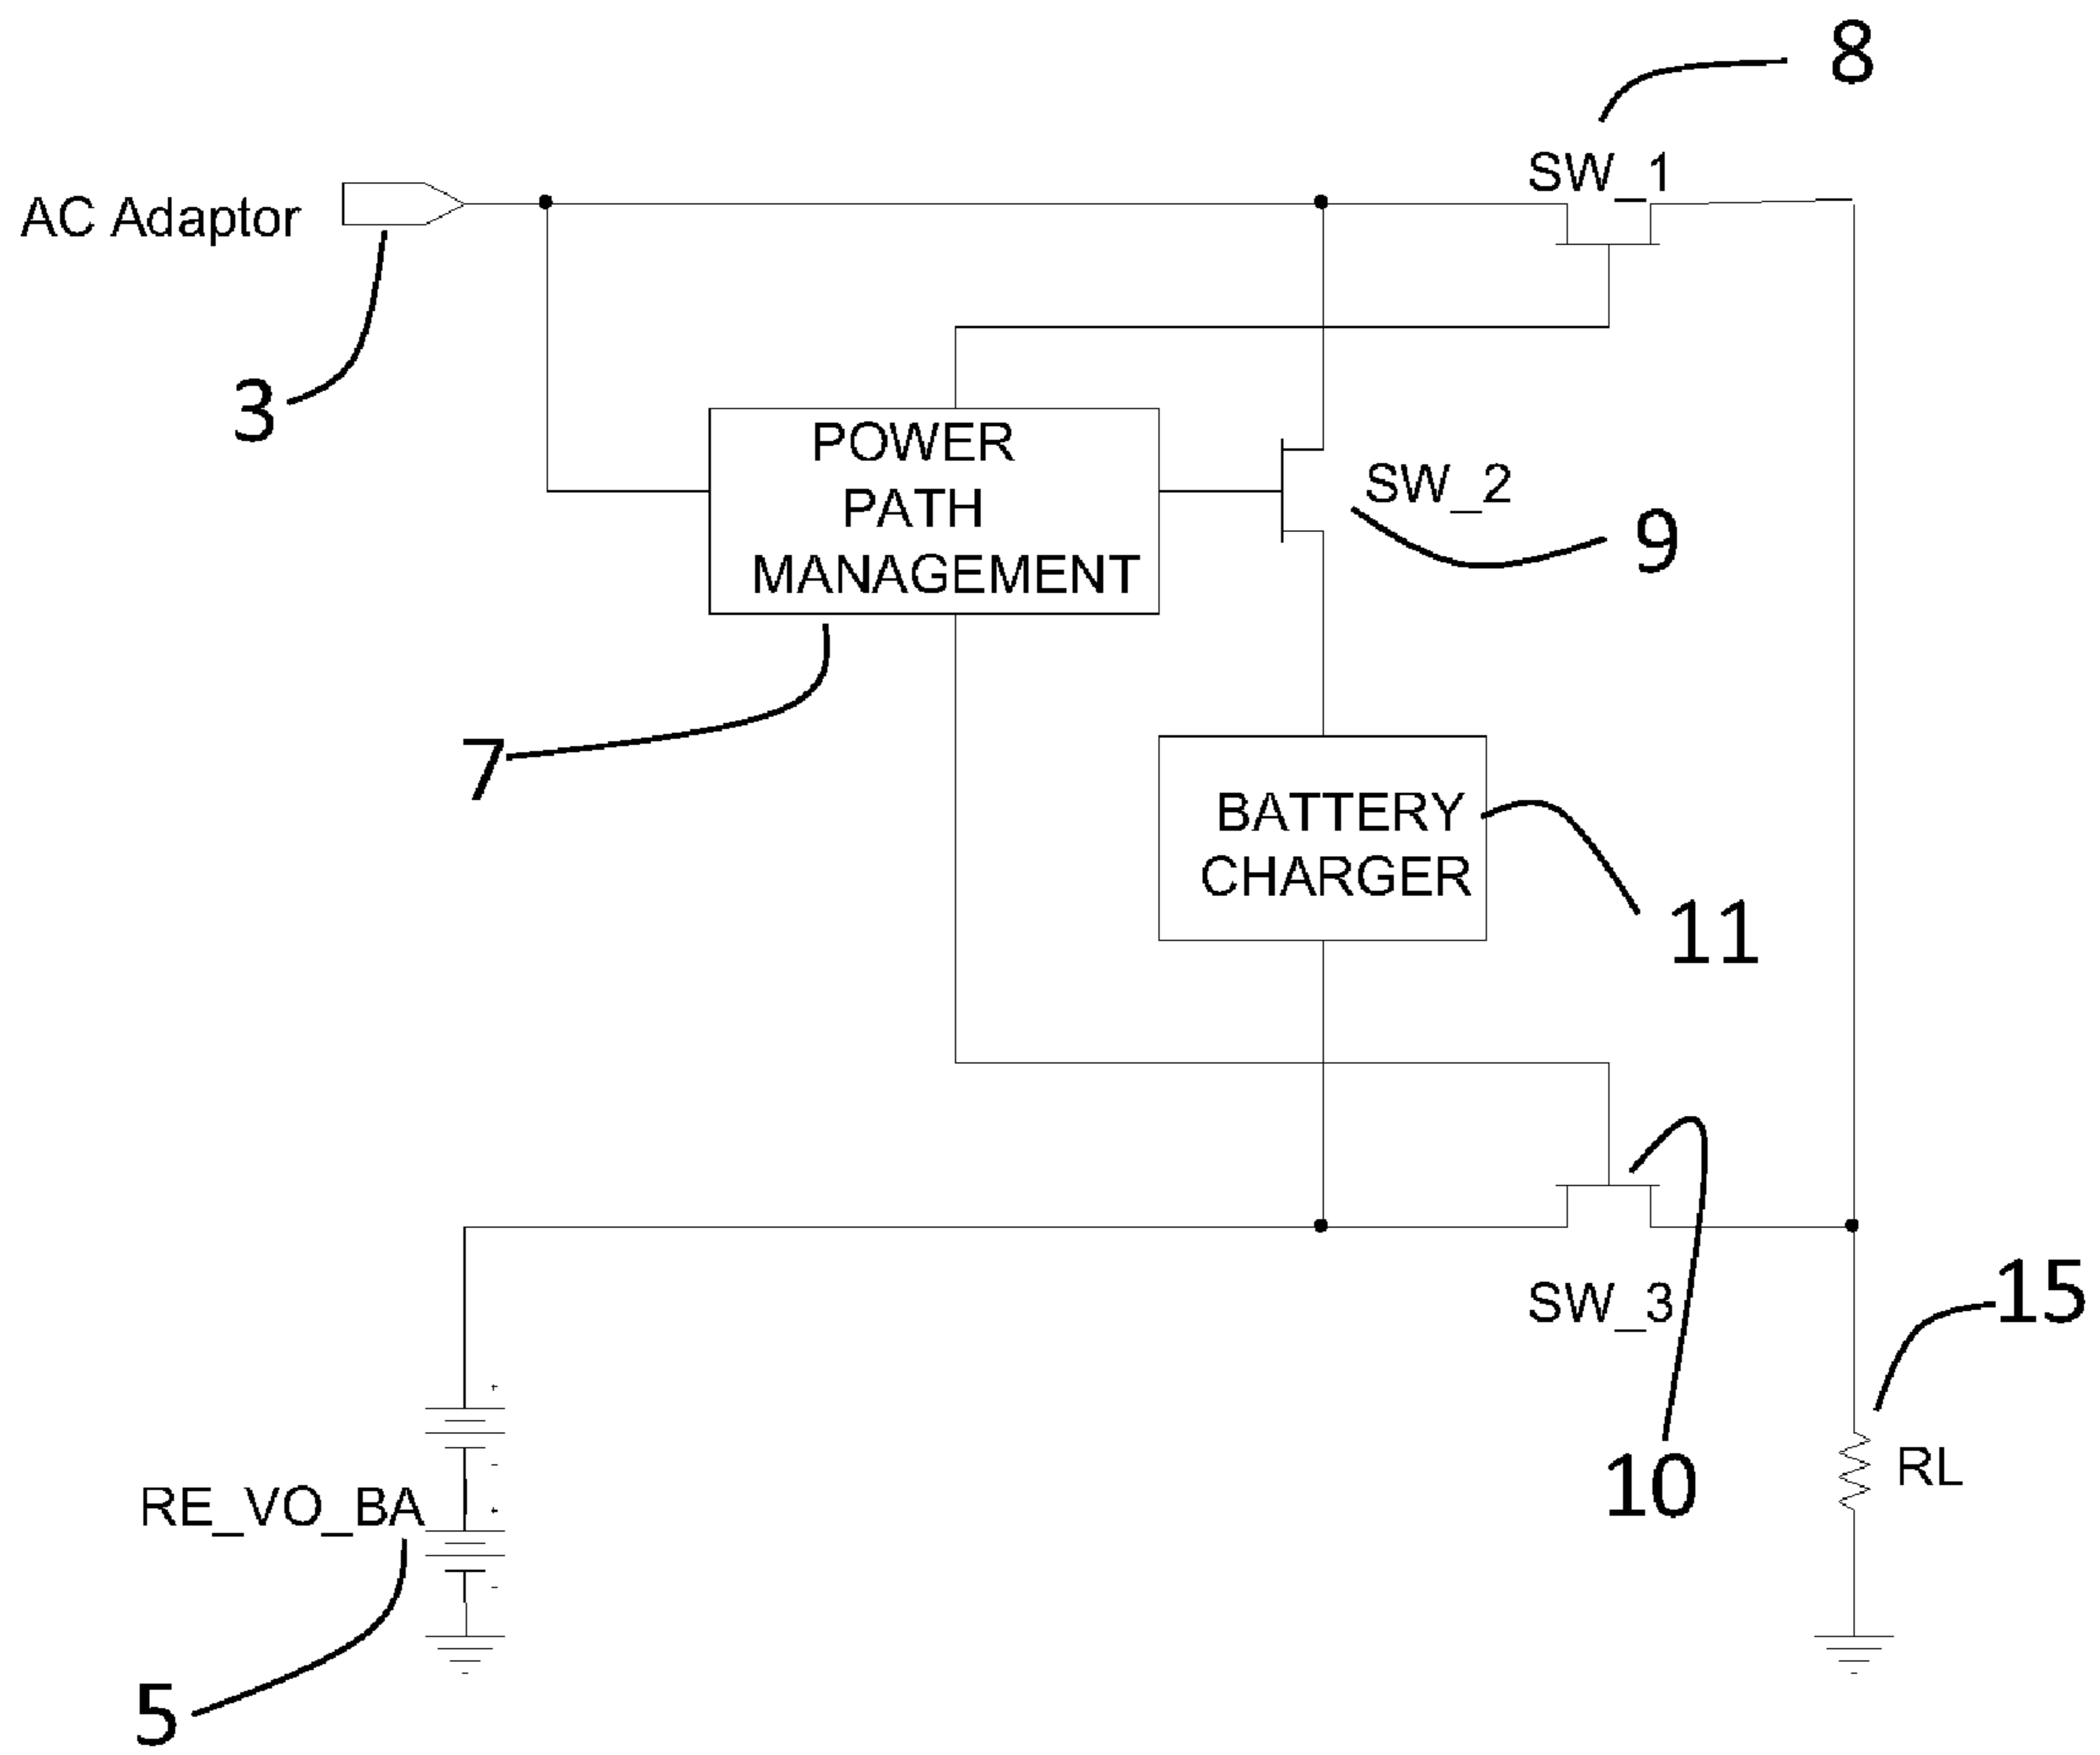 8
SW_1
AC Adaptor
3
POWER
PATH
MANAGEMENT
SW_2
9
7
BATTERY
CHARGER
11
SW_3
15
10
RL
+
-
RE_VO_BA
+
-
5